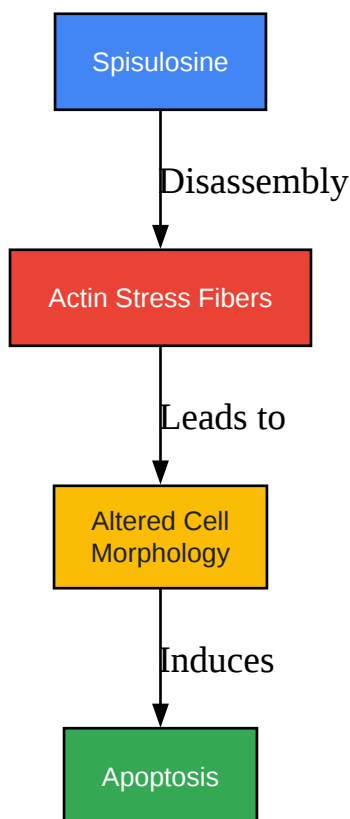 Spisulosine
Disassembly
Actin Stress Fibers
Leads to
Altered Cell
Morphology
Induces
Apoptosis